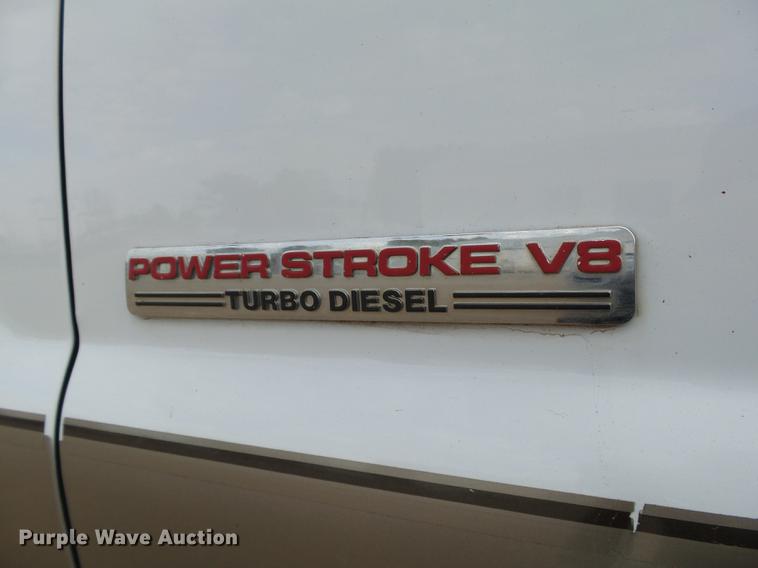 POWER STROKE V8
TURBO DIESEL
Purple Wave Auction